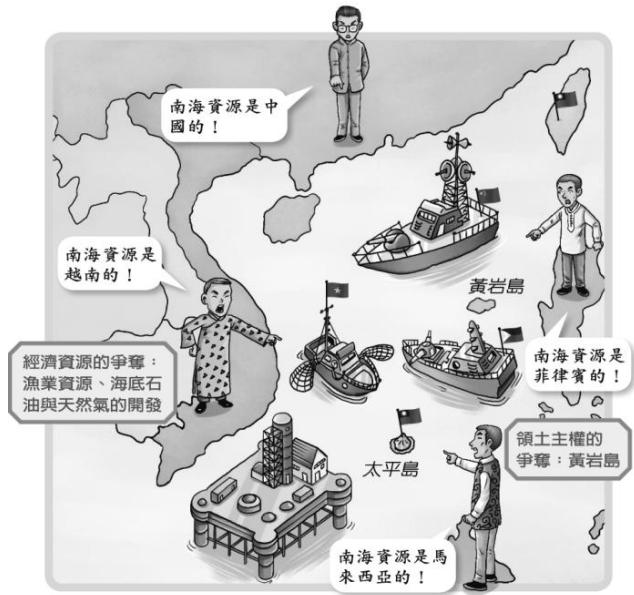 南海資源是中
國的！
南海資源是
越南的！
黃岩島
經濟資源的爭奪：
漁業資源、海底石
油與天然氣的開發
南海資源是
菲律賓的！
太平島
領土主權的
爭奪：黃岩島
南海資源是馬
來西亞的！